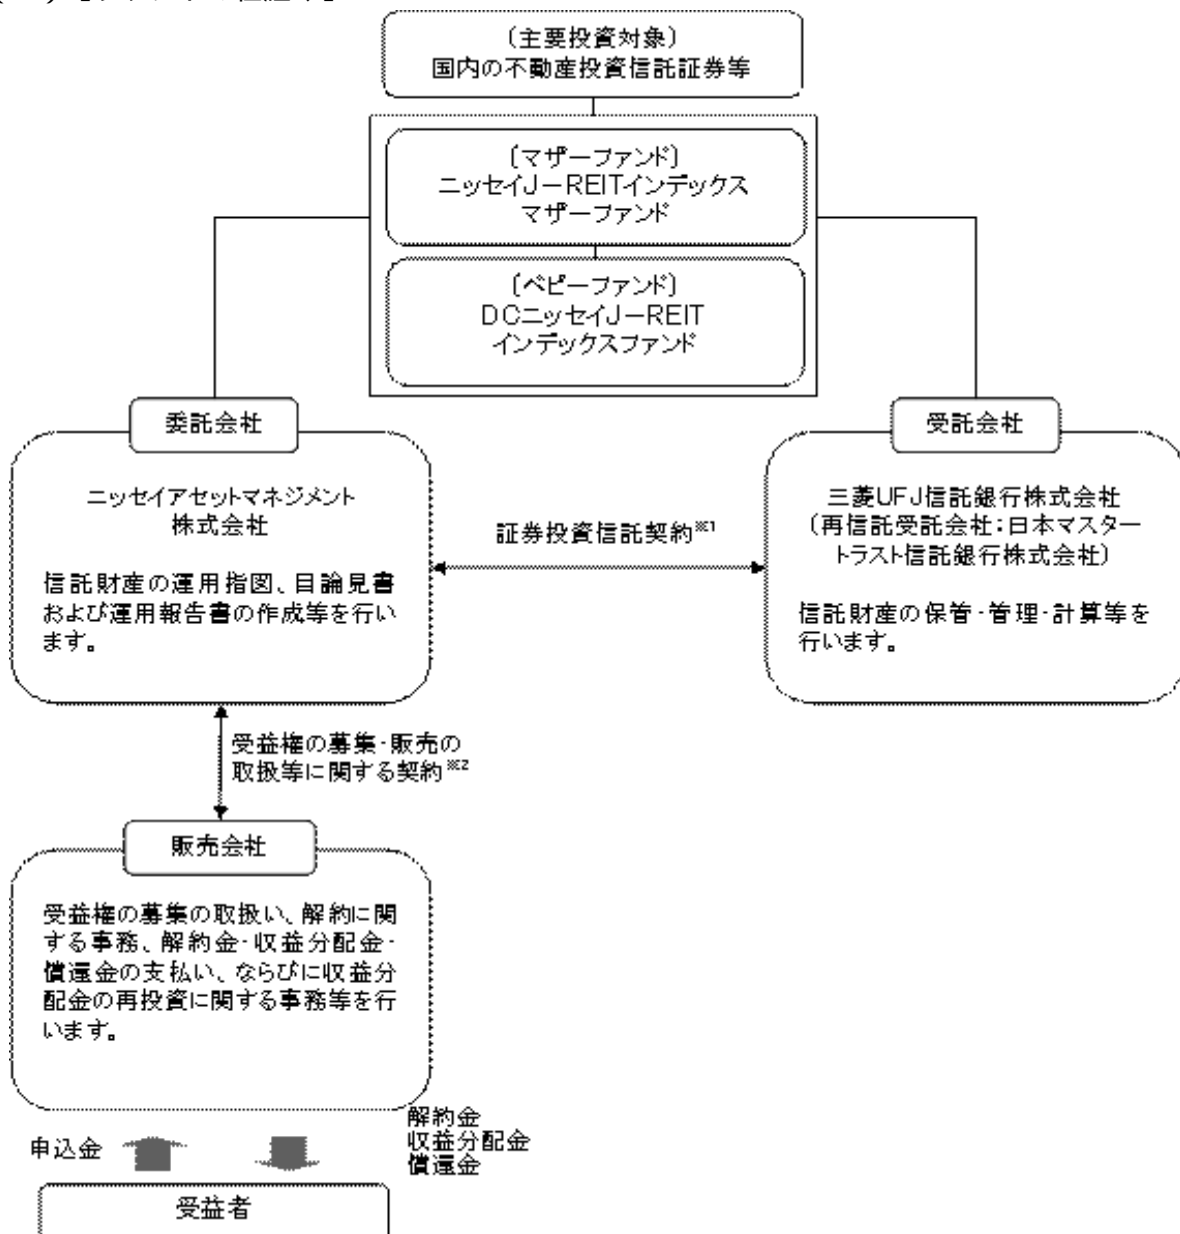 (主要投資対象)
国内の不動産投資信託証券等
〔マザーファンド〕
ニッセイJ-REITインデックス
マザーファンド
〔ベビーファンド〕
DCニッセイJ-REIT
インデックスファンド
委託会社
ニッセイアセットマネジメント
株式会社
信託財産の運用指図、目論見書
および運用報告書の作成等を行い
ます。
証券投資信託契約※1
受託会社
三菱UFJ信託銀行株式会社
(再信託受託会社:日本マスター
トラスト信託銀行株式会社)
信託財産の保管・管理・計算等を
行います。
受益権の募集・販売の
取扱等に関する契約※2
販売会社
受益権の募集の取扱い、解約に関
する事務、解約金・収益分配金・
償還金の支払い、ならびに収益分
配金の再投資に関する事務等を行
います。
申込金
解約金
収益分配金
償還金
受益者